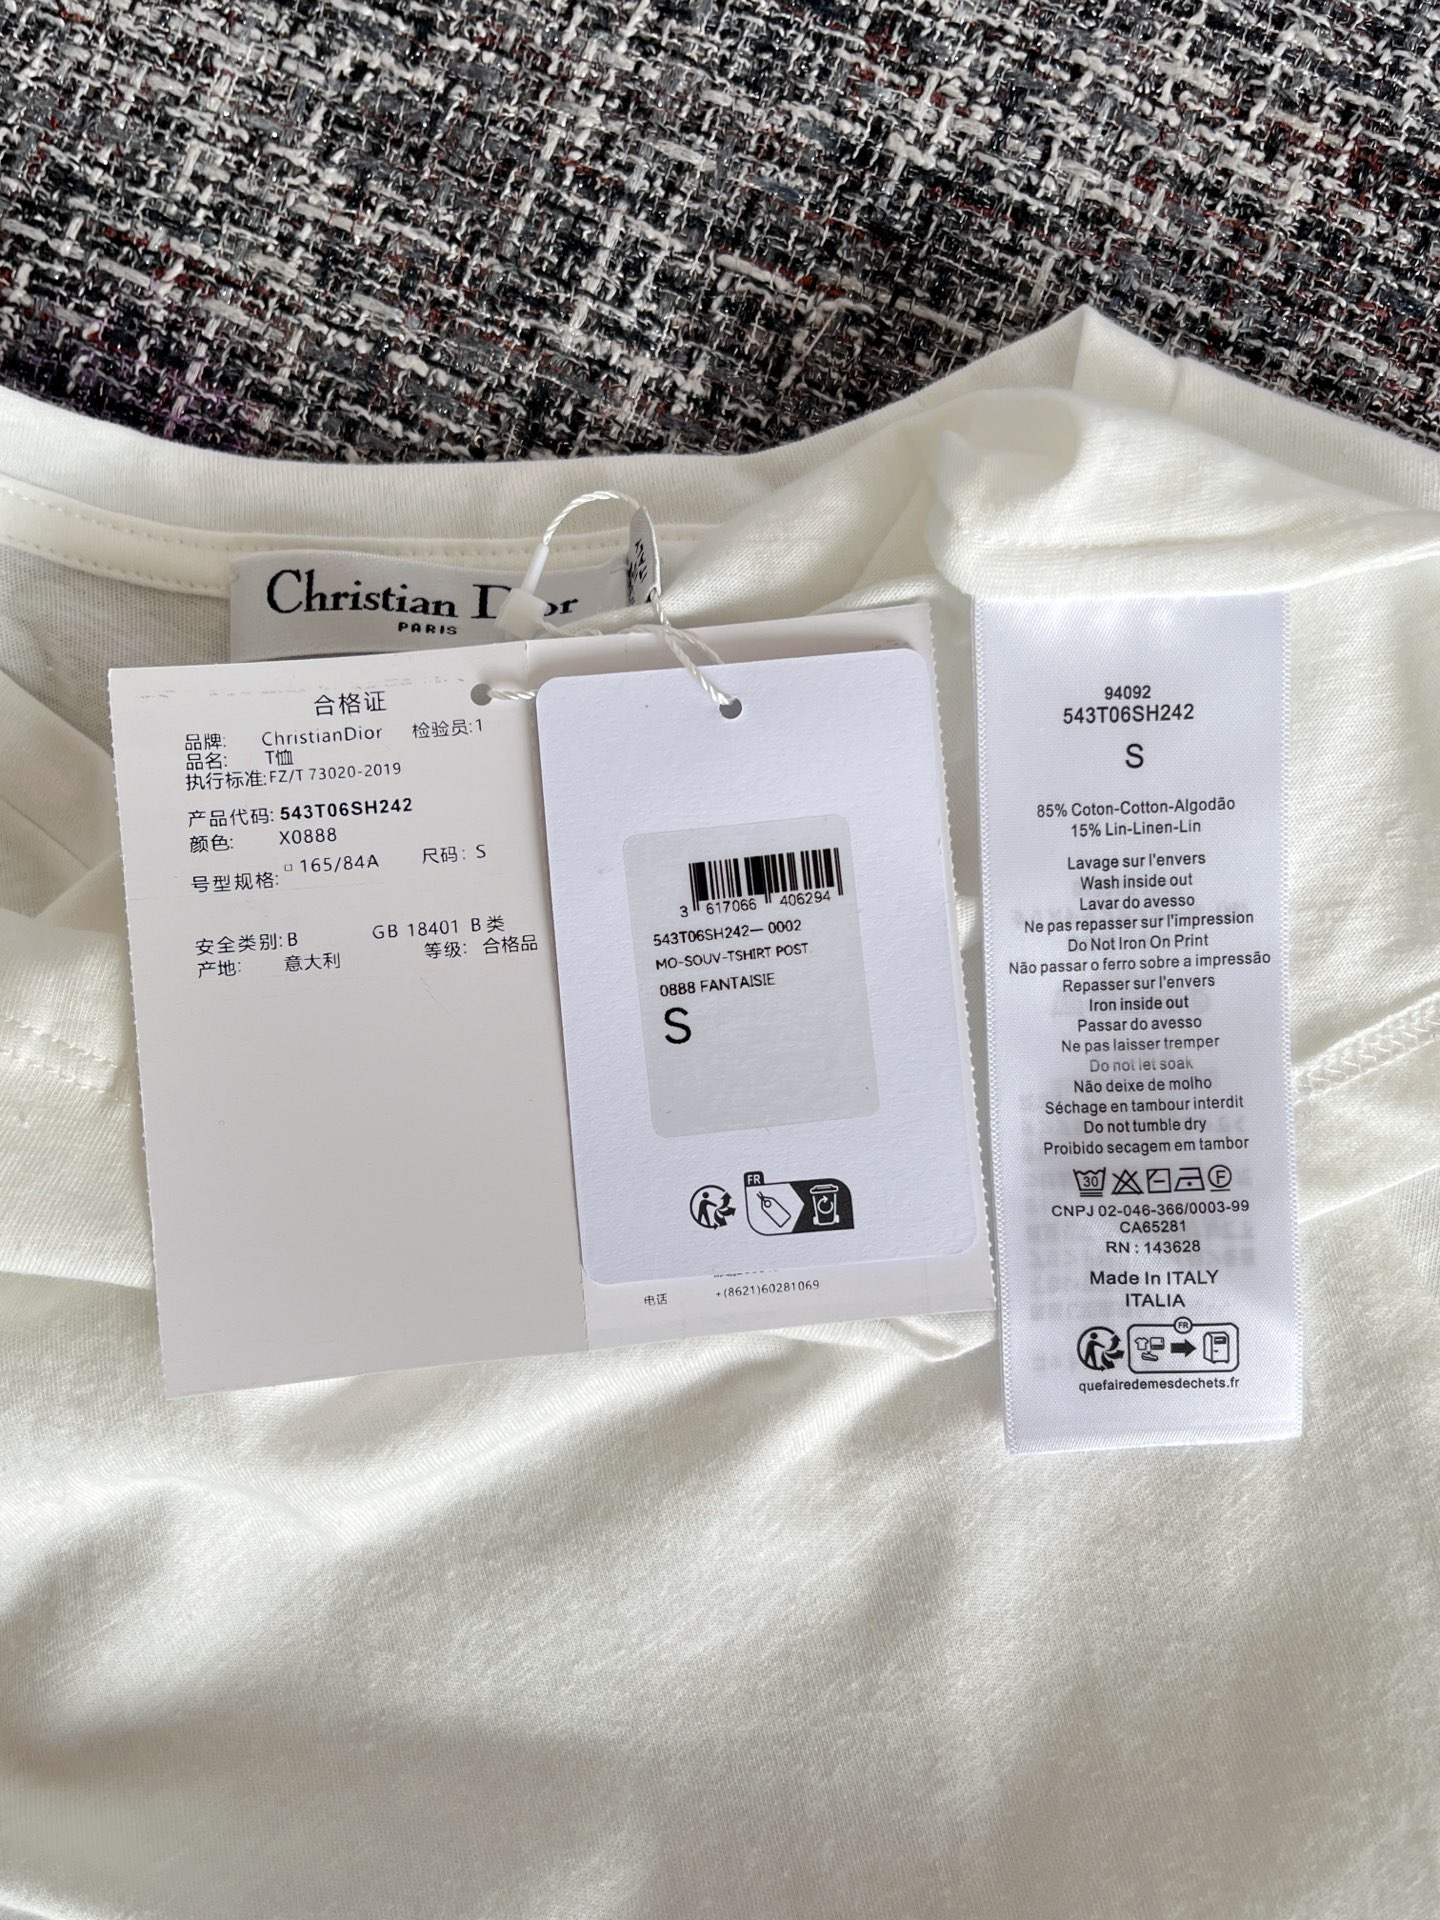 Christian Dior
PARIS
合格证
品牌: ChristianDior 检验员:1
品名: T恤
执行标准:FZ/T 73020-2019
产品代码: 543T06SH242
颜色: X0888
号型规格: 165/84A 尺码: S
安全类别:B GB 18401 B类
产地: 意大利 等级: 合格品
3 617066 406294
543T06SH242— 0002
MO-SOUV-TSHIRT POST.
0888 FANTAISIE
S
FR
电话 +(8621)60281069
94092
543T06SH242
S
85% Coton-Cotton-Algodão
15% Lin-Linen-Lin
Lavage sur l'envers
Wash inside out
Lavar do avesso
Ne pas repasser sur l'impression
Do Not Iron On Print
Não passar o ferro sobre a impressão
Repasser sur l'envers
Iron inside out
Passar do avesso
Ne pas laisser tremper
Do not let soak
Não deixe de molho
Séchage en tambour interdit
Do not tumble dry
Proibido secagem em tambor
30 F
CNPJ 02-046-366/0003-99
CA65281
RN : 143628
Made In ITALY
ITALIA
FR
quefairedemesdechets.fr